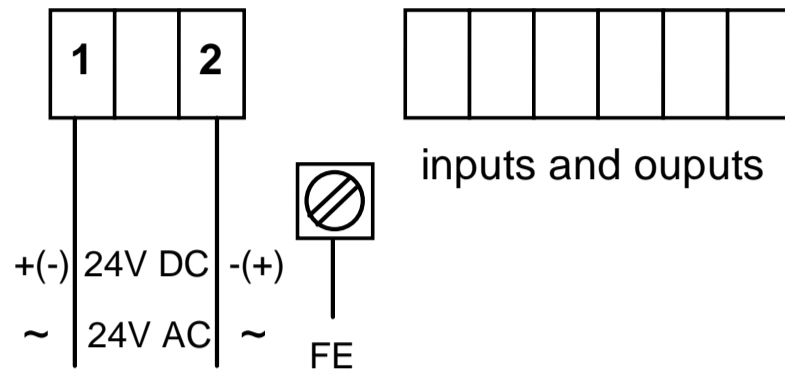 1 2
inputs and ouputs
+(-) 24V DC -(+)
~ 24V AC ~
FE